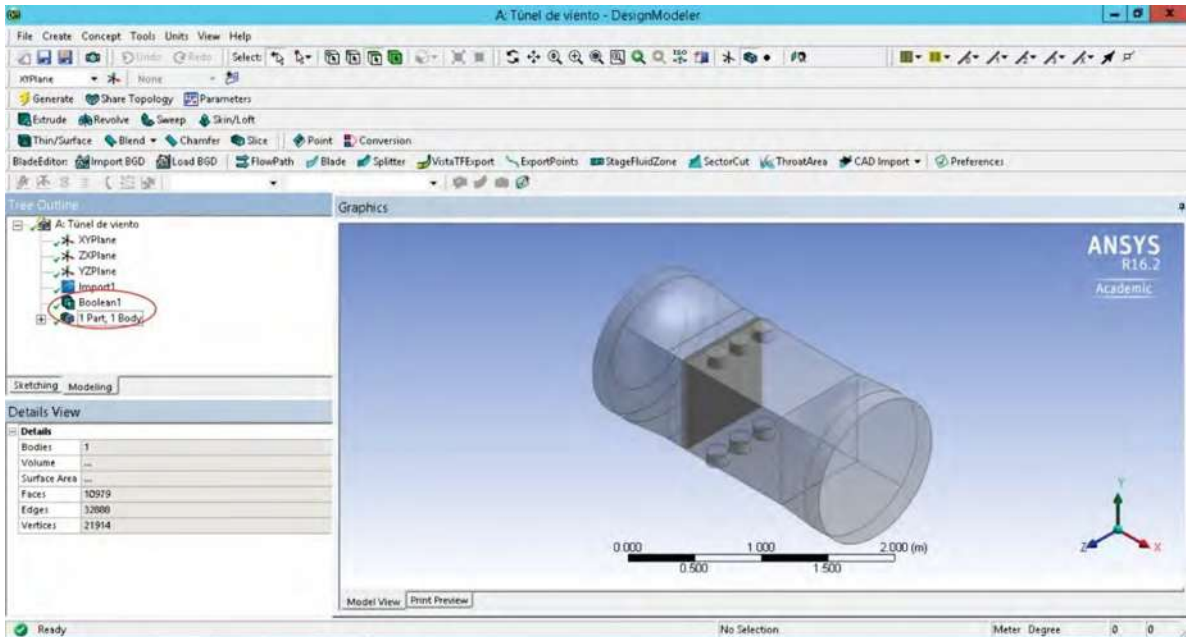 A: Túnel de viento - DesignModeler
File Create Concept Tools Units View Help
Undo Redo Select:
XYPlane None
Generate Share Topology Parameters
Extrude Revolve Sweep Skin/Loft
Thin/Surface Blend Chamfer Slice Point Conversion
BladeEditor: Import BGD Load BGD FlowPath Blade Splitter VistaTFExport ExportPoints StageFluidZone SectorCut ThroatArea CAD Import Preferences
Tree Outline
A: Túnel de viento
XYPlane
ZXPlane
YZPlane
Import1
Boolean1
1 Part, 1 Body
Sketching Modeling
Details View
Details
Bodies 1
Volume ...
Surface Area ...
Faces 10979
Edges 32888
Vertices 21914
Graphics
ANSYS
R16.2
Academic
0.000 1.000 2.000 (m)
0.500 1.500
Y
Z X
Model View Print Preview
Ready No Selection Meter Degree 0 0